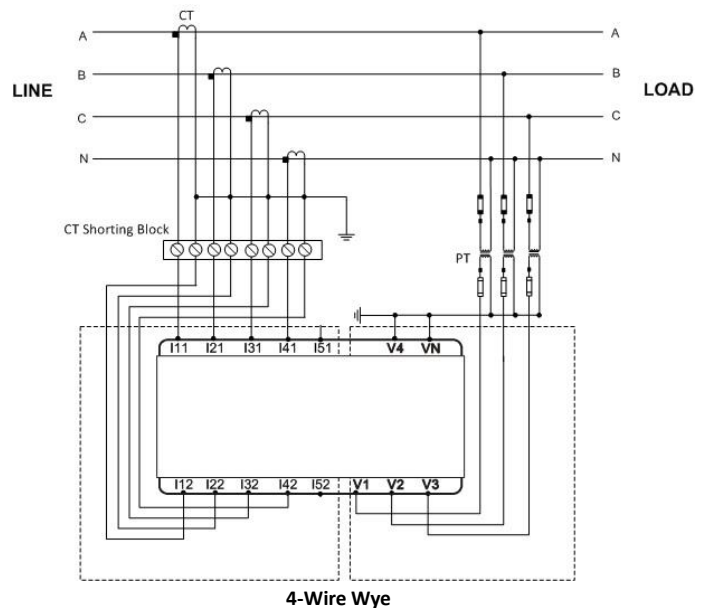 CT
A A
B B
LINE LOAD
C C
N N
CT Shorting Block
PT
I11 I21 I31 I41 I51 V4 VN
I12 I22 I32 I42 I52 V1 V2 V3
4-Wire Wye